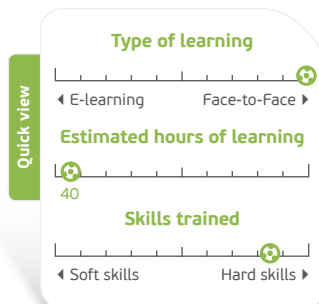 Quick view
Type of learning
◂ E-learning Face-to-Face ▸
Estimated hours of learning
40
Skills trained
◂ Soft skills Hard skills ▸